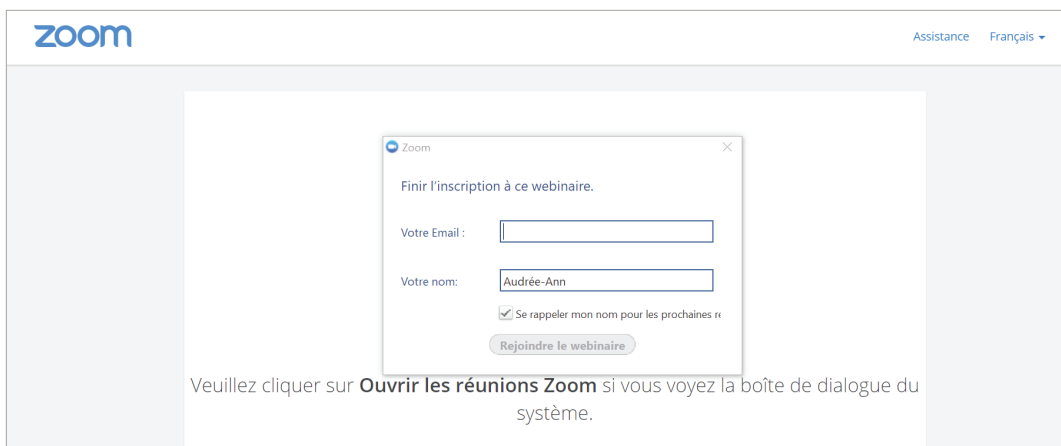 zoom
Assistance Français
Zoom
Finir l'inscription à ce webinaire.
Votre Email :
Votre nom: Audrée-Ann
Se rappeler mon nom pour les prochaines re
Rejoindre le webinaire
Veuillez cliquer sur Ouvrir les réunions Zoom si vous voyez la boîte de dialogue du
système.